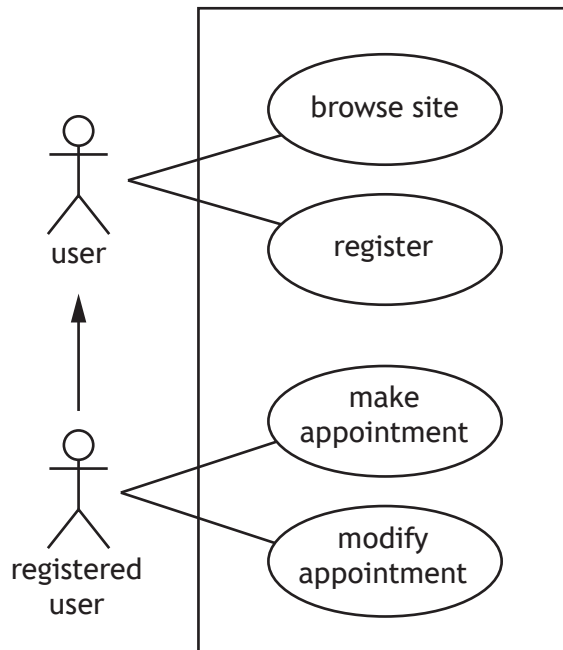 browse site
user
register
make
appointment
registered
user
modify
appointment